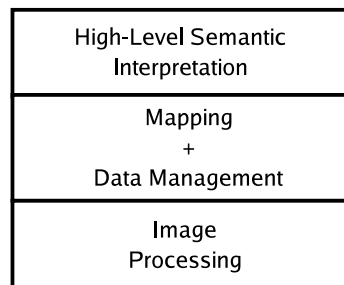 High-Level Semantic
Interpretation
Mapping
+
Data Management
Image
Processing